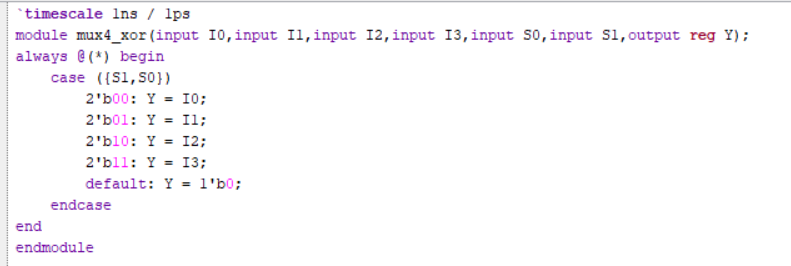 `timescale 1ns / 1ps
module mux4_xor(input I0,input I1,input I2,input I3,input S0,input S1,output reg Y);
always @(*) begin
    case ({S1,S0})
        2'b00: Y = I0;
        2'b01: Y = I1;
        2'b10: Y = I2;
        2'b11: Y = I3;
        default: Y = 1'b0;
    endcase
end
endmodule